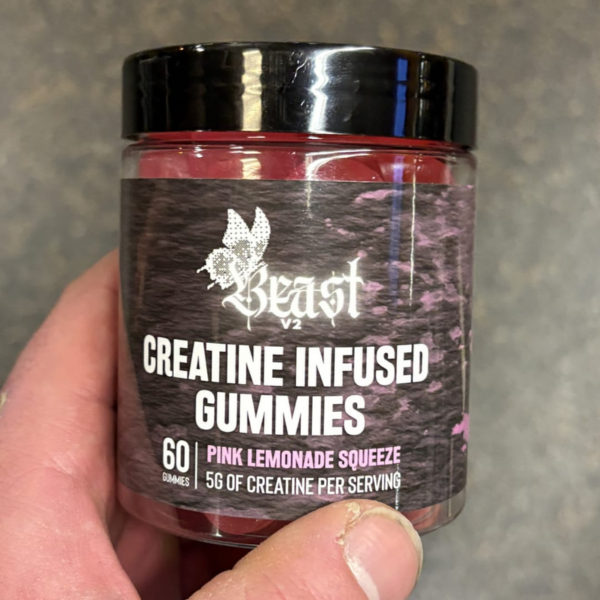 Beast
V2
CREATINE INFUSED
GUMMIES
60
GUMMIES
PINK LEMONADE SQUEEZE
5G OF CREATINE PER SERVING